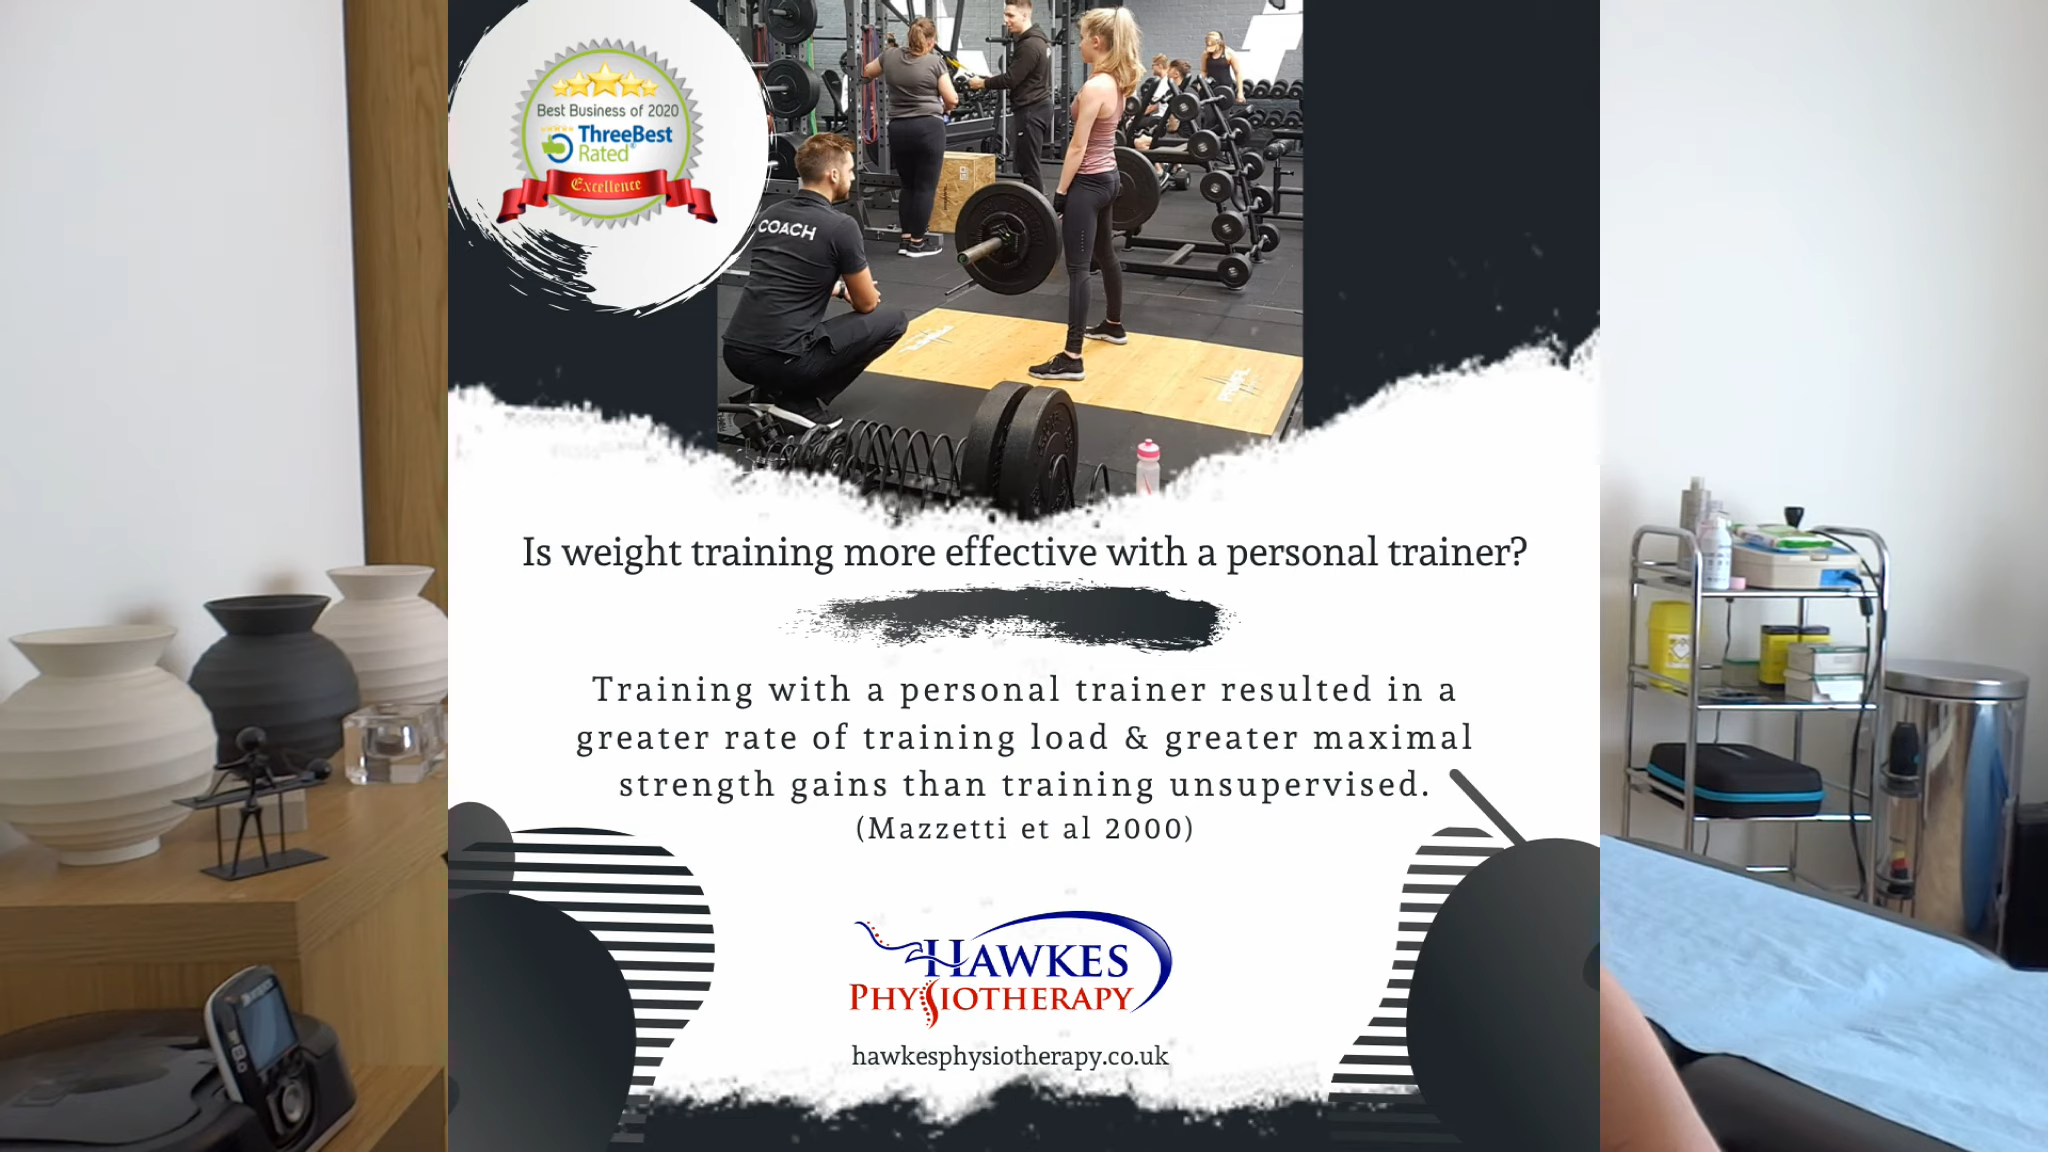 Best Business of 2020
ThreeBest
Rated®
Excellence
COACH
Is weight training more effective with a personal trainer?
Training with a personal trainer resulted in a
greater rate of training load & greater maximal
strength gains than training unsupervised.
(Mazzetti et al 2000)
HAWKES
PHYSIOTHERAPY
hawkesphysiotherapy.co.uk